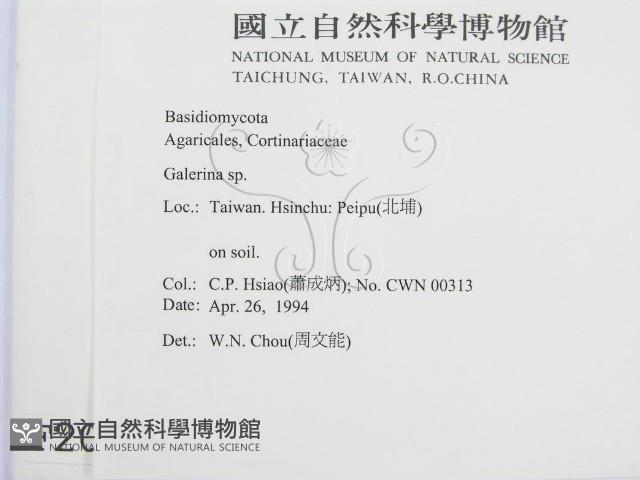 國立自然科學博物館
NATIONAL MUSEUM OF NATURAL SCIENCE
TAICHUNG, TAIWAN, R.O.CHINA
Basidiomycota
Agaricales, Cortinariaceae
Galerina sp.
Loc.: Taiwan. Hsinchu: Peipu(北埔)
on soil.
Col.: C.P. Hsiao(蕭成炳); No. CWN 00313
Date: Apr. 26, 1994
Det.: W.N. Chou(周文能)
國立自然科學博物館
NATIONAL MUSEUM OF NATURAL SCIENCE